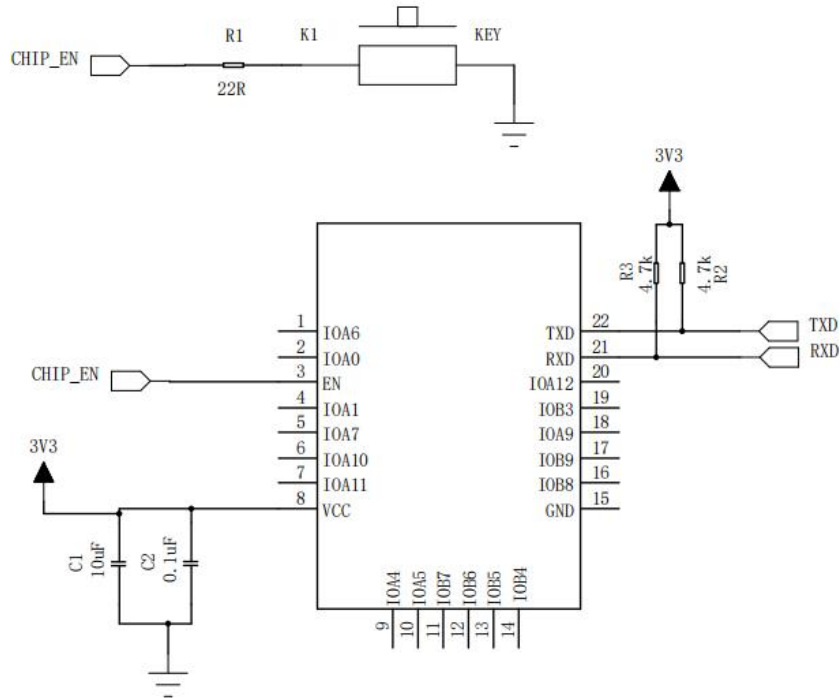 R1 K1 KEY
CHIP_EN
22R
3V3
R3
4.7k
4.7k
R2
1 IOA6 TXD 22 TXD
2 IOA0 RXD 21 RXD
CHIP_EN 3 EN IOA12 20
4 IOA1 IOB3 19
5 IOA7 IOA9 18
6 IOA10 IOB9 17
7 IOA11 IOB8 16
3V3
8 VCC GND 15
C1
10uF
C2
0.1uF
IOA4 IOA5 IOB7 IOB6 IOB5 IOB4
9 10 11 12 13 14